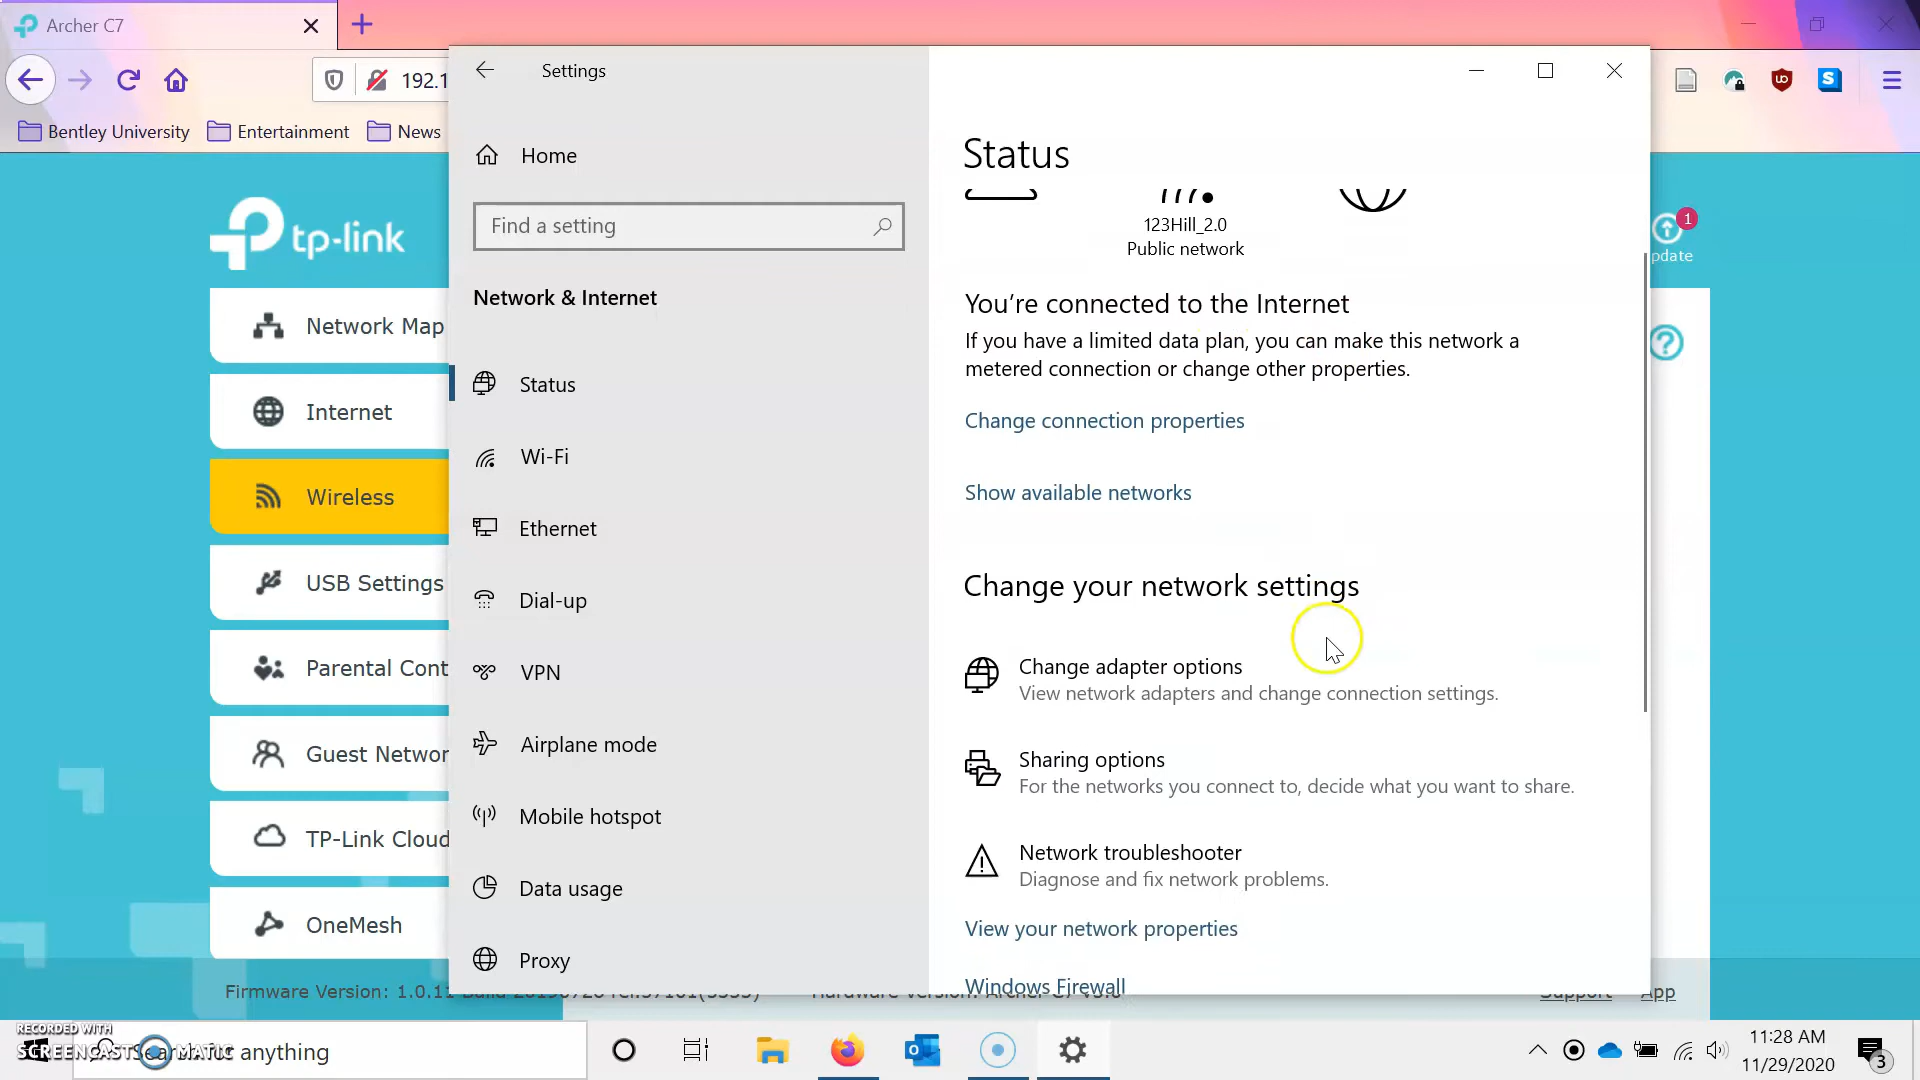 Archer C7
192.1
Bentley University
Entertainment
News
Settings
Home
Find a setting
Network & Internet
Status
Wi-Fi
Ethernet
Dial-up
VPN
Airplane mode
Mobile hotspot
Data usage
Proxy
Status
123Hill_2.0
Public network
You're connected to the Internet
If you have a limited data plan, you can make this network a
metered connection or change other properties.
Change connection properties
Show available networks
Change your network settings
Change adapter options
View network adapters and change connection settings.
Sharing options
For the networks you connect to, decide what you want to share.
Network troubleshooter
Diagnose and fix network problems.
View your network properties
Windows Firewall
tp-link
Network Map
Internet
Wireless
USB Settings
Parental Cont
Guest Networ
TP-Link Cloud
OneMesh
1
pdate
Firmware Version: 1.0.11
Support
App
RECORDED WITH
SCREENCAST MATIC
anything
11:28 AM
11/29/2020
3